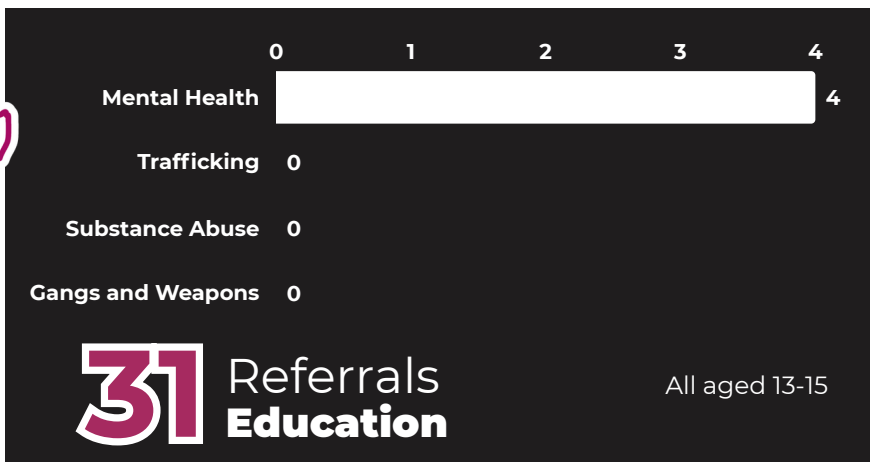 0 1 2 3 4
Mental Health 4
Trafficking 0
Substance Abuse 0
Gangs and Weapons 0
31 Referrals
Education
All aged 13-15